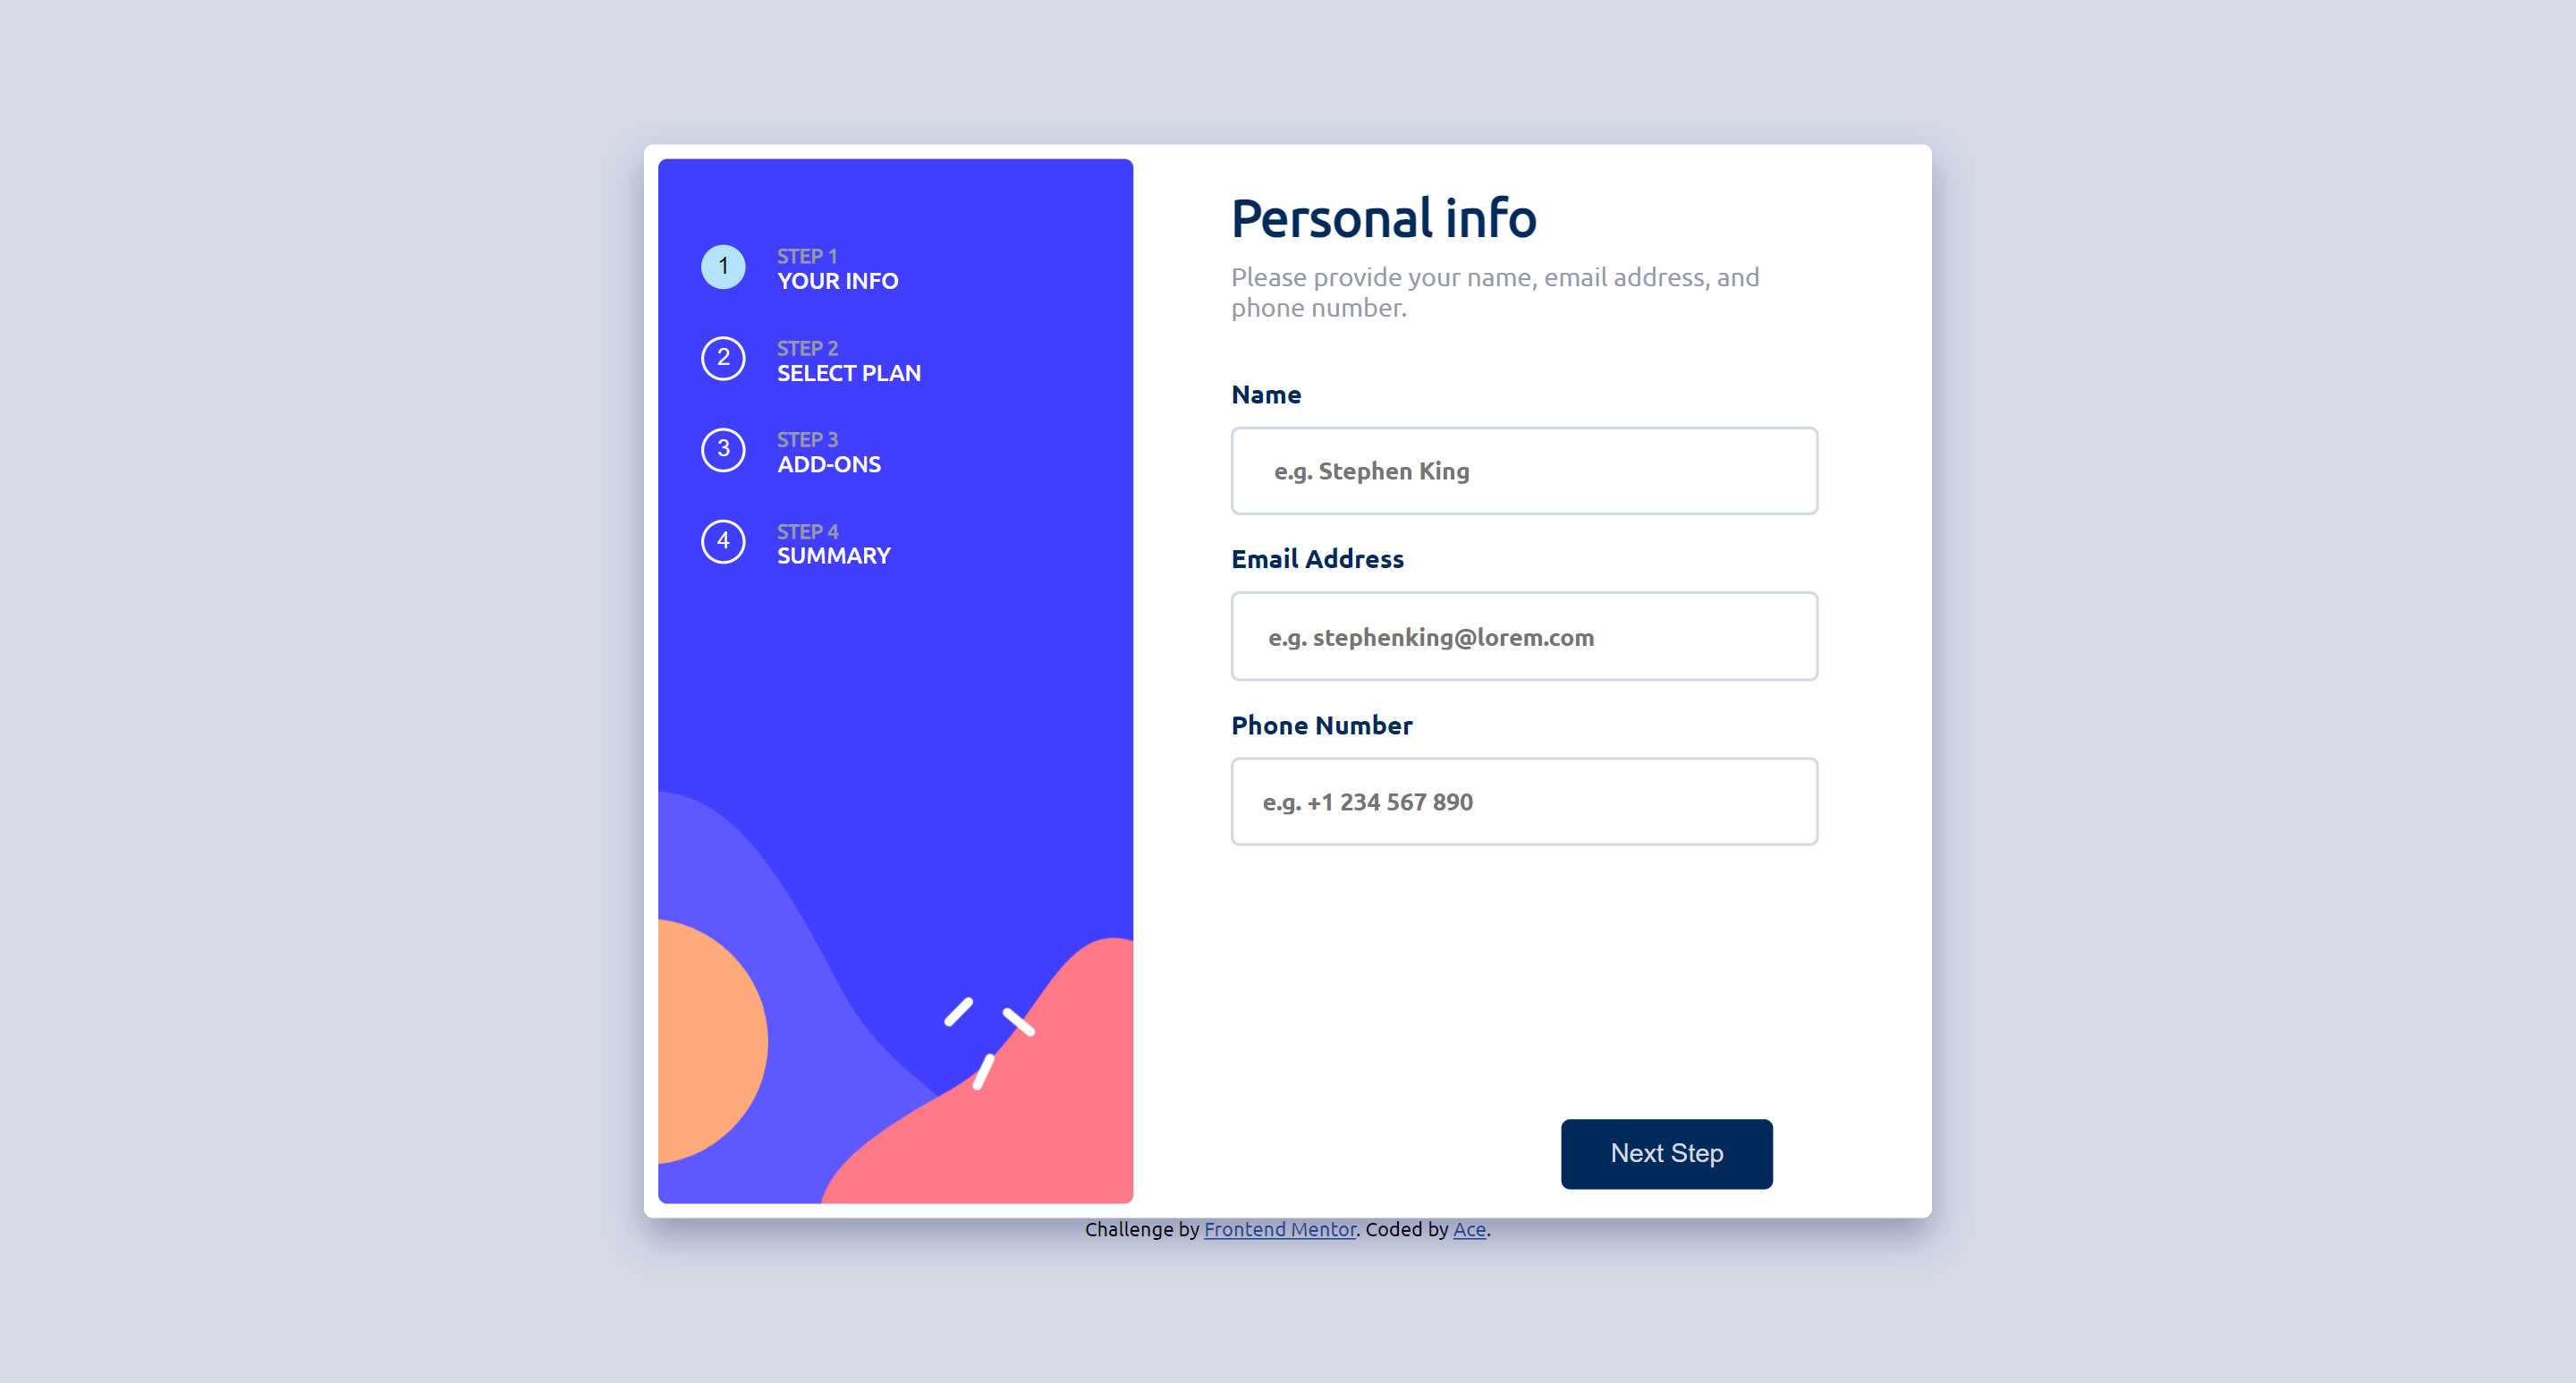 1
STEP 1
YOUR INFO
2
STEP 2
SELECT PLAN
3
STEP 3
ADD-ONS
4
STEP 4
SUMMARY
Personal info
Please provide your name, email address, and
phone number.
Name
e.g. Stephen King
Email Address
e.g. stephenking@lorem.com
Phone Number
e.g. +1 234 567 890
Next Step
Challenge by Frontend Mentor. Coded by Ace.